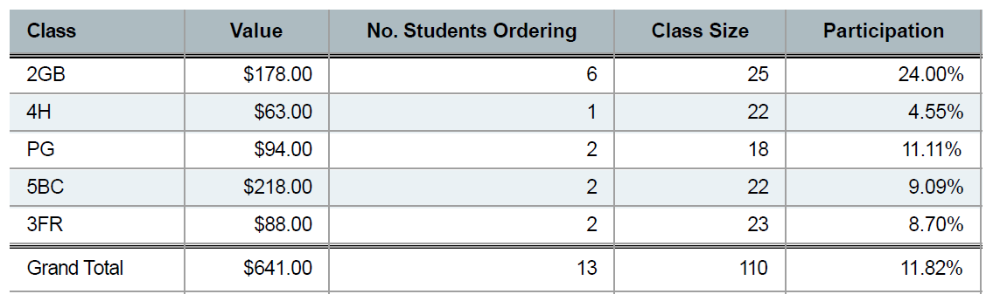 Class Value No. Students Ordering Class Size Participation
2GB $178.00 6 25 24.00%
4H $63.00 1 22 4.55%
PG $94.00 2 18 11.11%
5BC $218.00 2 22 9.09%
3FR $88.00 2 23 8.70%
Grand Total $641.00 13 110 11.82%